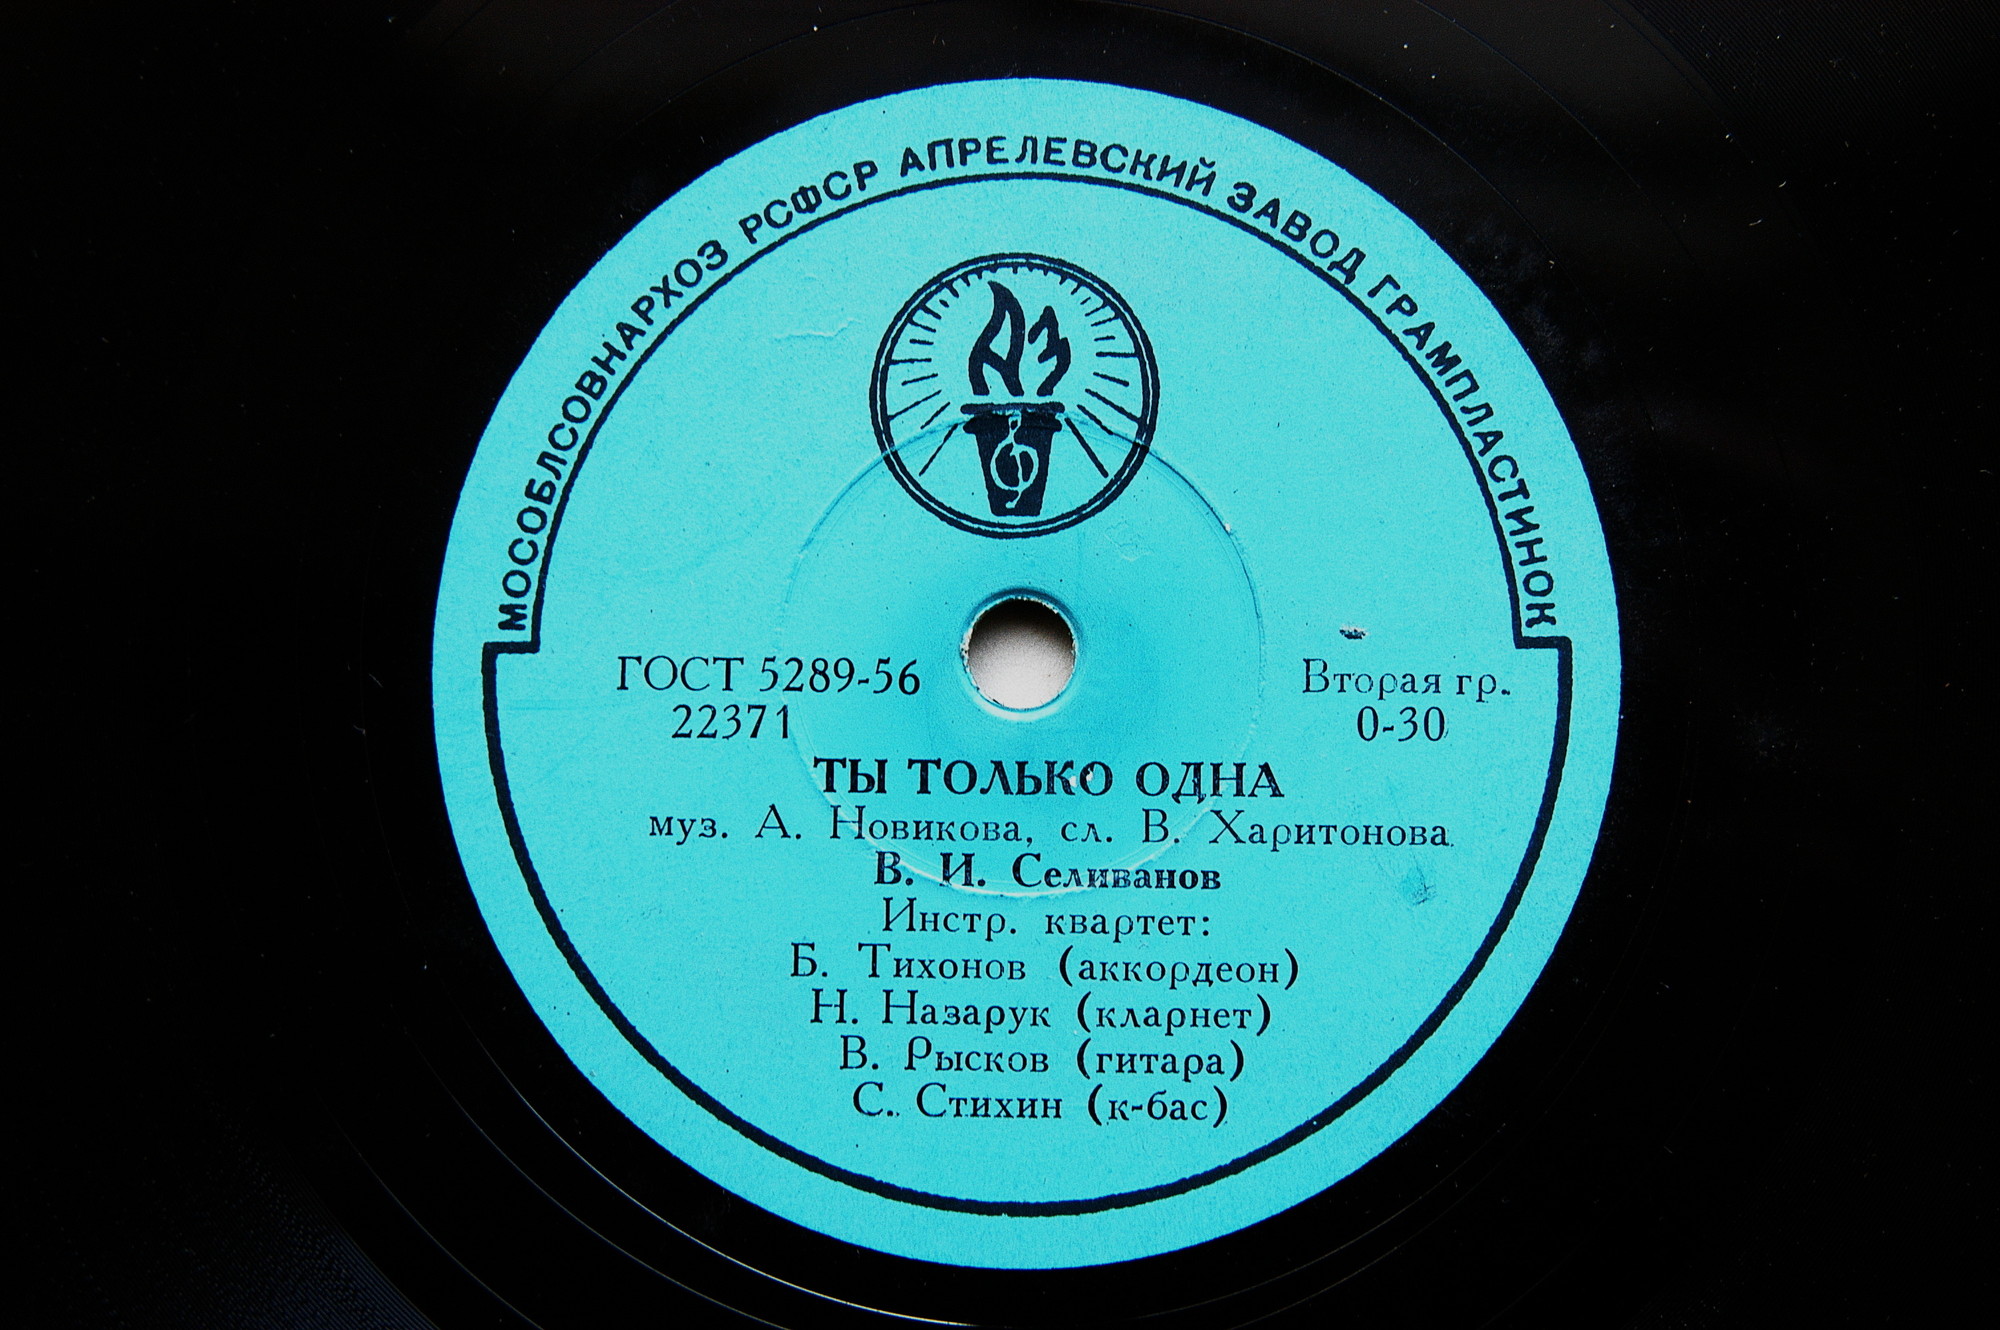 МОСОБЛСОВНАРХОЗ РСФСР АПРЕЛЕВСКИЙ ЗАВОД ГРАМПЛАСТИНОК
АЗ
ГОСТ 5289-56
22371
Вторая гр.
0-30
ТЫ ТОЛЬКО ОДНА
муз. А. Новикова, сл. В. Харитонова
В. И. Селиванов
Инстр. квартет:
Б. Тихонов (аккордеон)
Н. Назарук (кларнет)
В. Рысков (гитара)
С. Стихин (к-бас)